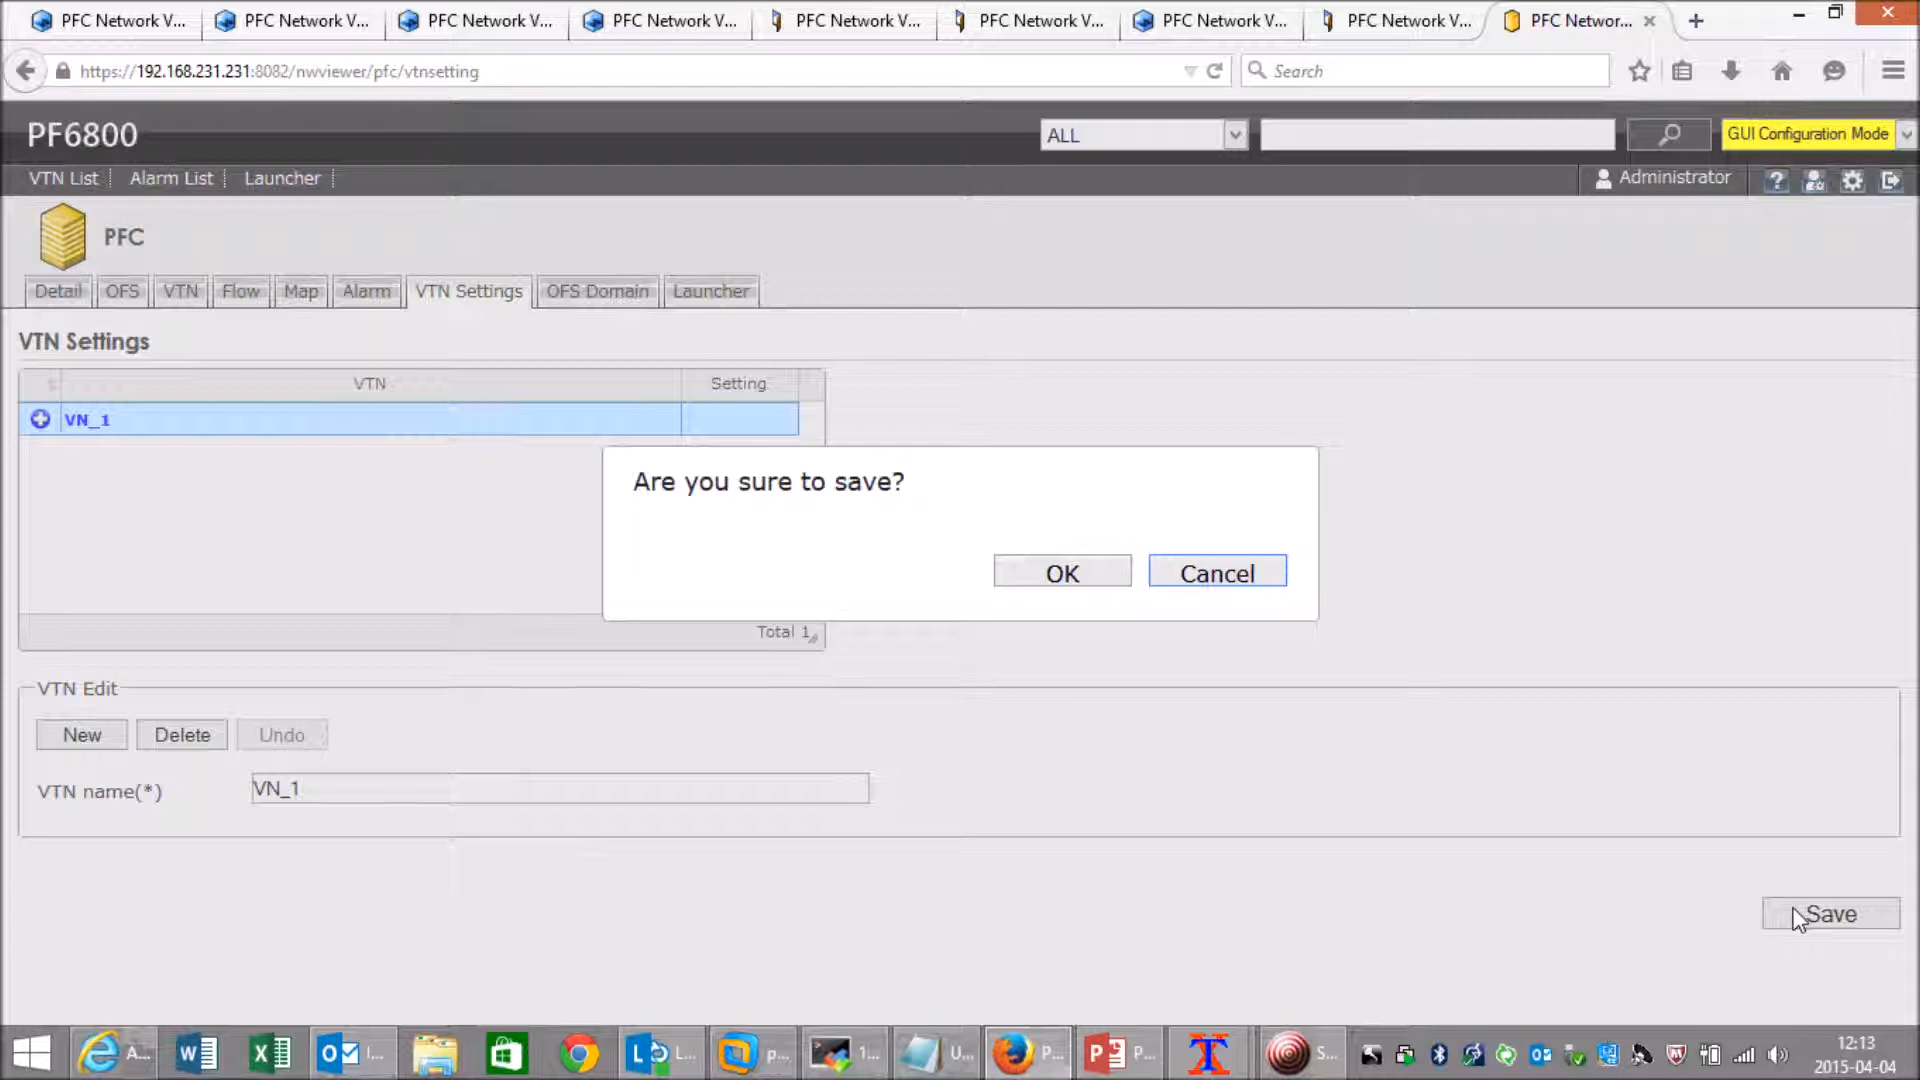 PFC Network V... PFC Network V... PFC Network V... PFC Network V... PFC Network V... PFC Network V... PFC Network V... PFC Network V... PFC Networ...
https://192.168.231.231:8082/nwviewer/pfc/vtnsetting Search
PF6800 ALL GUI Configuration Mode
VTN List Alarm List Launcher Administrator ?
PFC
Detail OFS VTN Flow Map Alarm VTN Settings OFS Domain Launcher
VTN Settings
VTN Setting
VN_1
Are you sure to save?
OK Cancel
Total 1
VTN Edit
New Delete Undo
VTN name(*) VN_1
Save
A... I... L... p... 1... U... P... P... S... 12:13
2015-04-04